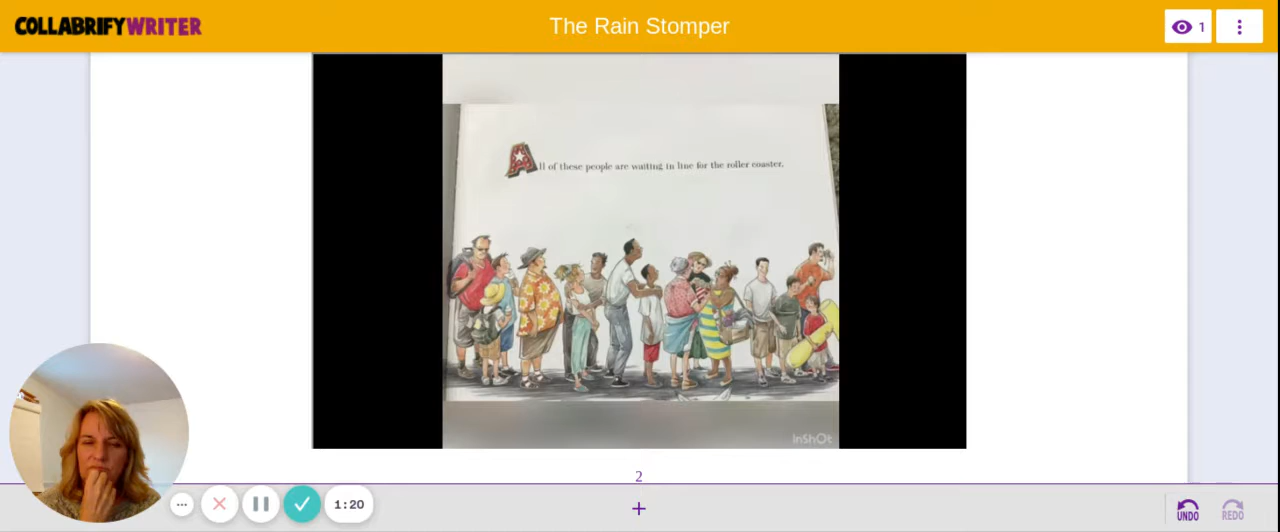 COLLABRIFYWRITER
The Rain Stomper
1
All of these people are waiting in line for the roller coaster.
InShOt
2
1:20
UNDO
REDO